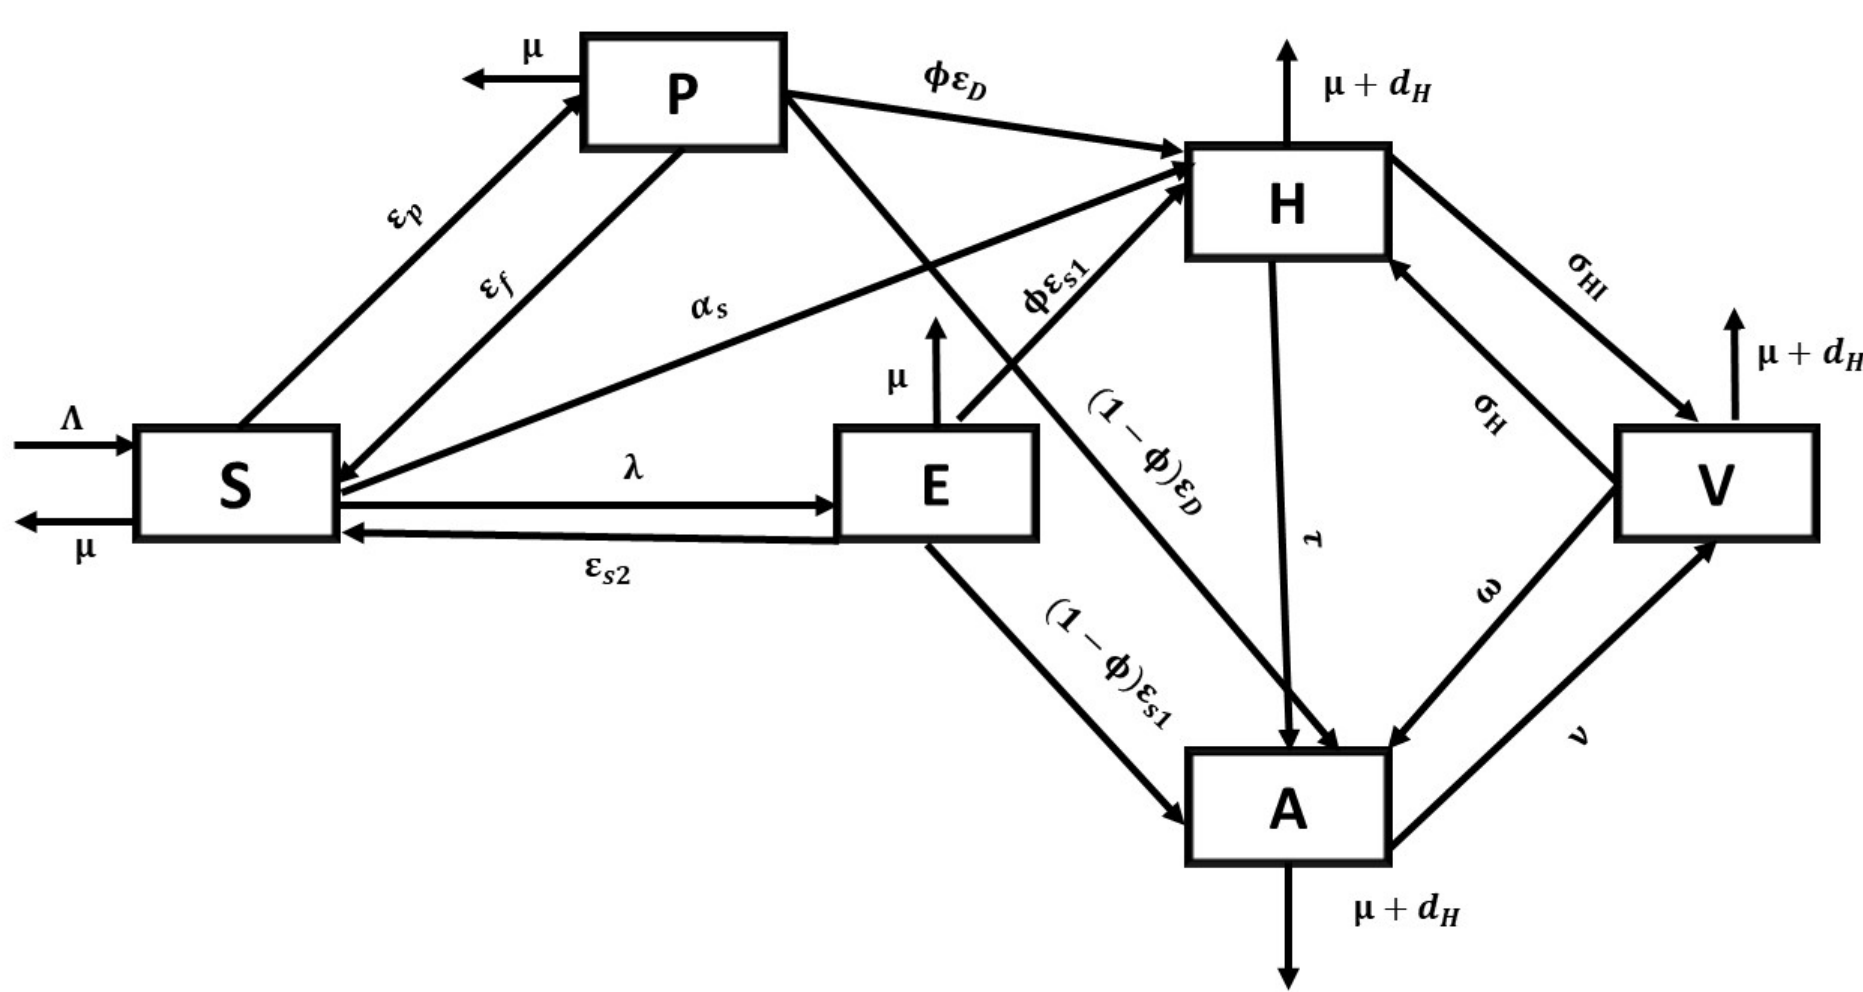 μ
P
ϕε_D
μ + d_H
H
ε_p
ε_f
α_s
ϕε_s1
σ_HI
μ + d_H
μ
σ_H
Λ
S
λ
E
(1 − ϕ)ε_D
V
μ
ε_s2
τ
ω
(1 − ϕ)ε_s1
ν
A
μ + d_H